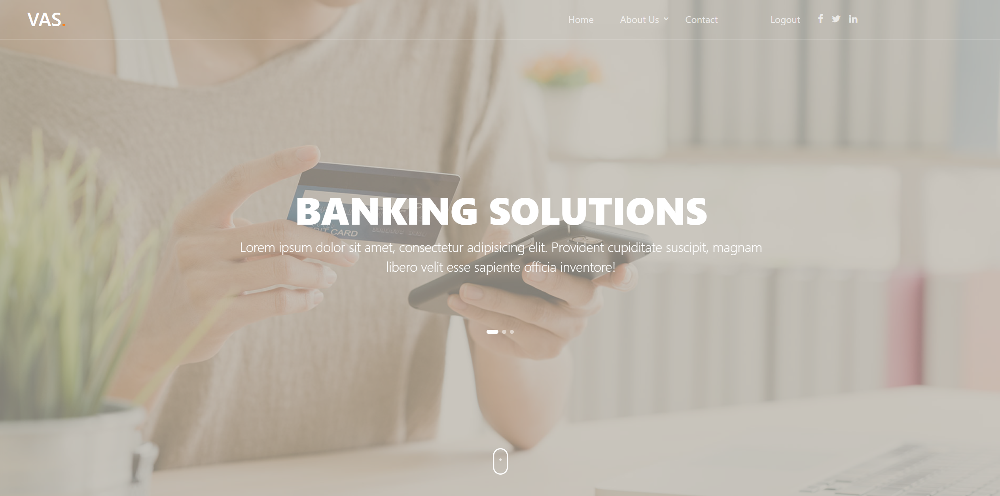 VAS.
Home
About Us
Contact
Logout
BANKING SOLUTIONS
CARD
Lorem ipsum dolor sit amet, consectetur adipisicing elit. Provident cupiditate suscipit, magnam
libero velit esse sapiente officia inventore!